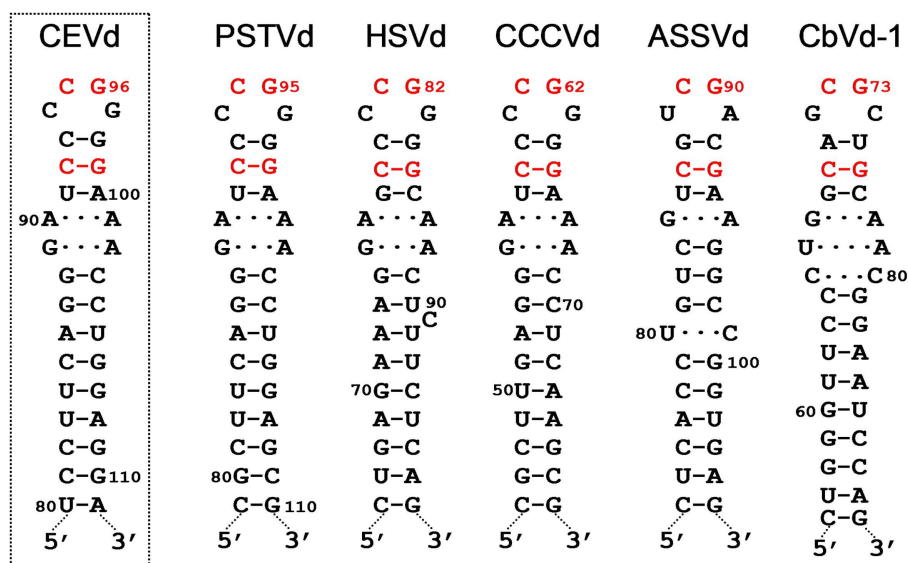 CEVd PSTVd HSVd CCCVd ASSVd CbVd-1
C G96 C G95 C G82 C G62 C G90 C G73
C G C G C G C G U A G C
C-G C-G C-G C-G G-C A-U
C-G C-G C-G C-G C-G C-G
U-A100 U-A G-C U-A U-A G-C
90A···A A···A A···A A···A G···A G···A
G···A G···A G···A G···A C-G U····A
G-C G-C G-C G-C U-G C···C80
G-C G-C A-U90 G-C70 G-C C-G
C
A-U A-U A-U A-U 80U···C C-G
C-G C-G A-U C-G C-G100 U-A
U-G U-G 70G-C 50U-A C-G U-A
U-A U-A A-U U-A A-U 60G-U
C-G C-G C-G C-G C-G G-C
C-G110 80G-C U-A C-G U-A G-C
80U-A C-G110 C-G C-G C-G U-A
C-G
5′ 3′ 5′ 3′ 5′ 3′ 5′ 3′ 5′ 3′ 5′ 3′